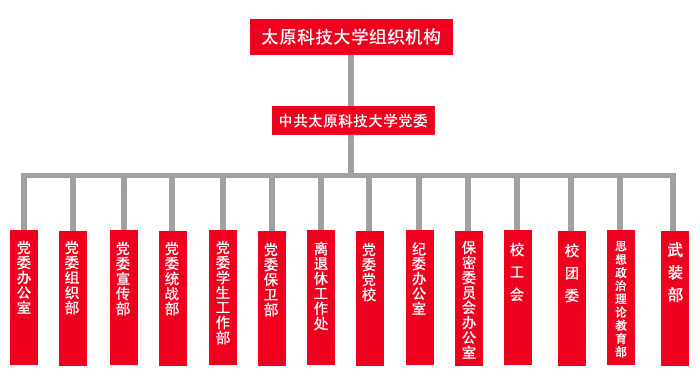 太原科技大学组织机构
中共太原科技大学党委
党委办公室
党委组织部
党委宣传部
党委统战部
党委学生工作部
党委保卫部
离退休工作处
党委党校
纪委办公室
保密委员会办公室
校工会
校团委
思想政治理论教育部
武装部